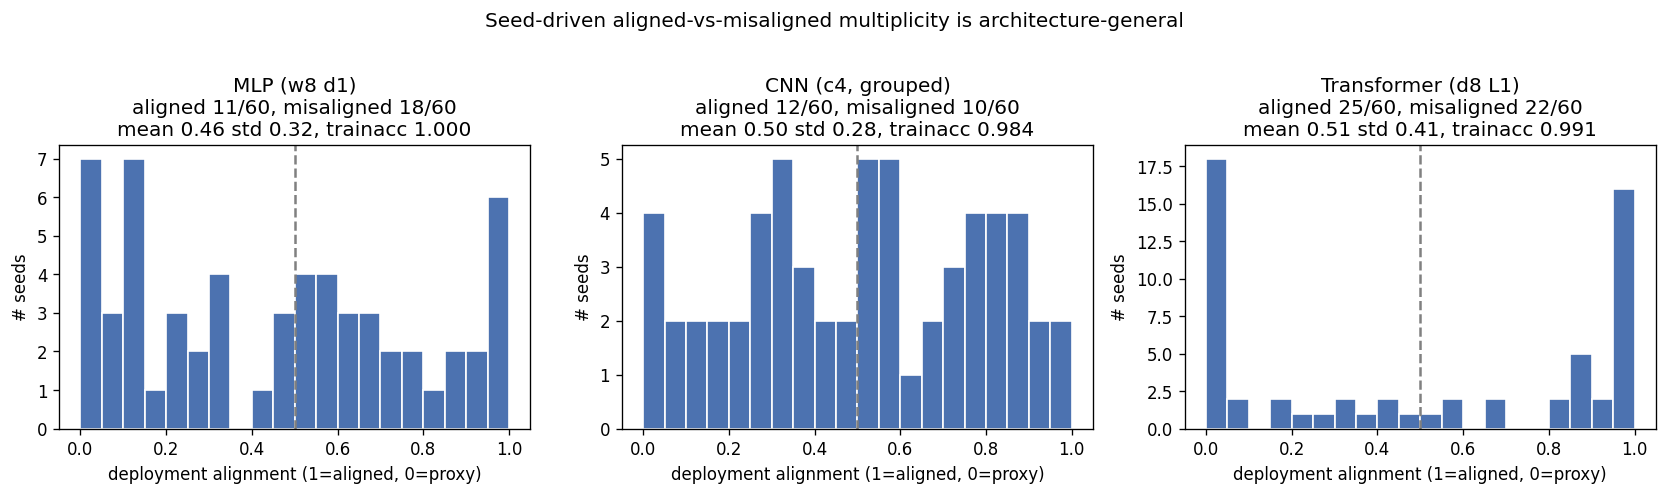 Seed-driven aligned-vs-misaligned multiplicity is architecture-general
MLP (w8 d1)
aligned 11/60, misaligned 18/60
mean 0.46 std 0.32, trainacc 1.000
7
6
5
4
3
2
1
0
# seeds
0.0 0.2 0.4 0.6 0.8 1.0
deployment alignment (1=aligned, 0=proxy)
CNN (c4, grouped)
aligned 12/60, misaligned 10/60
mean 0.50 std 0.28, trainacc 0.984
5
4
3
2
1
0
# seeds
0.0 0.2 0.4 0.6 0.8 1.0
deployment alignment (1=aligned, 0=proxy)
Transformer (d8 L1)
aligned 25/60, misaligned 22/60
mean 0.51 std 0.41, trainacc 0.991
17.5
15.0
12.5
10.0
7.5
5.0
2.5
0.0
# seeds
0.0 0.2 0.4 0.6 0.8 1.0
deployment alignment (1=aligned, 0=proxy)